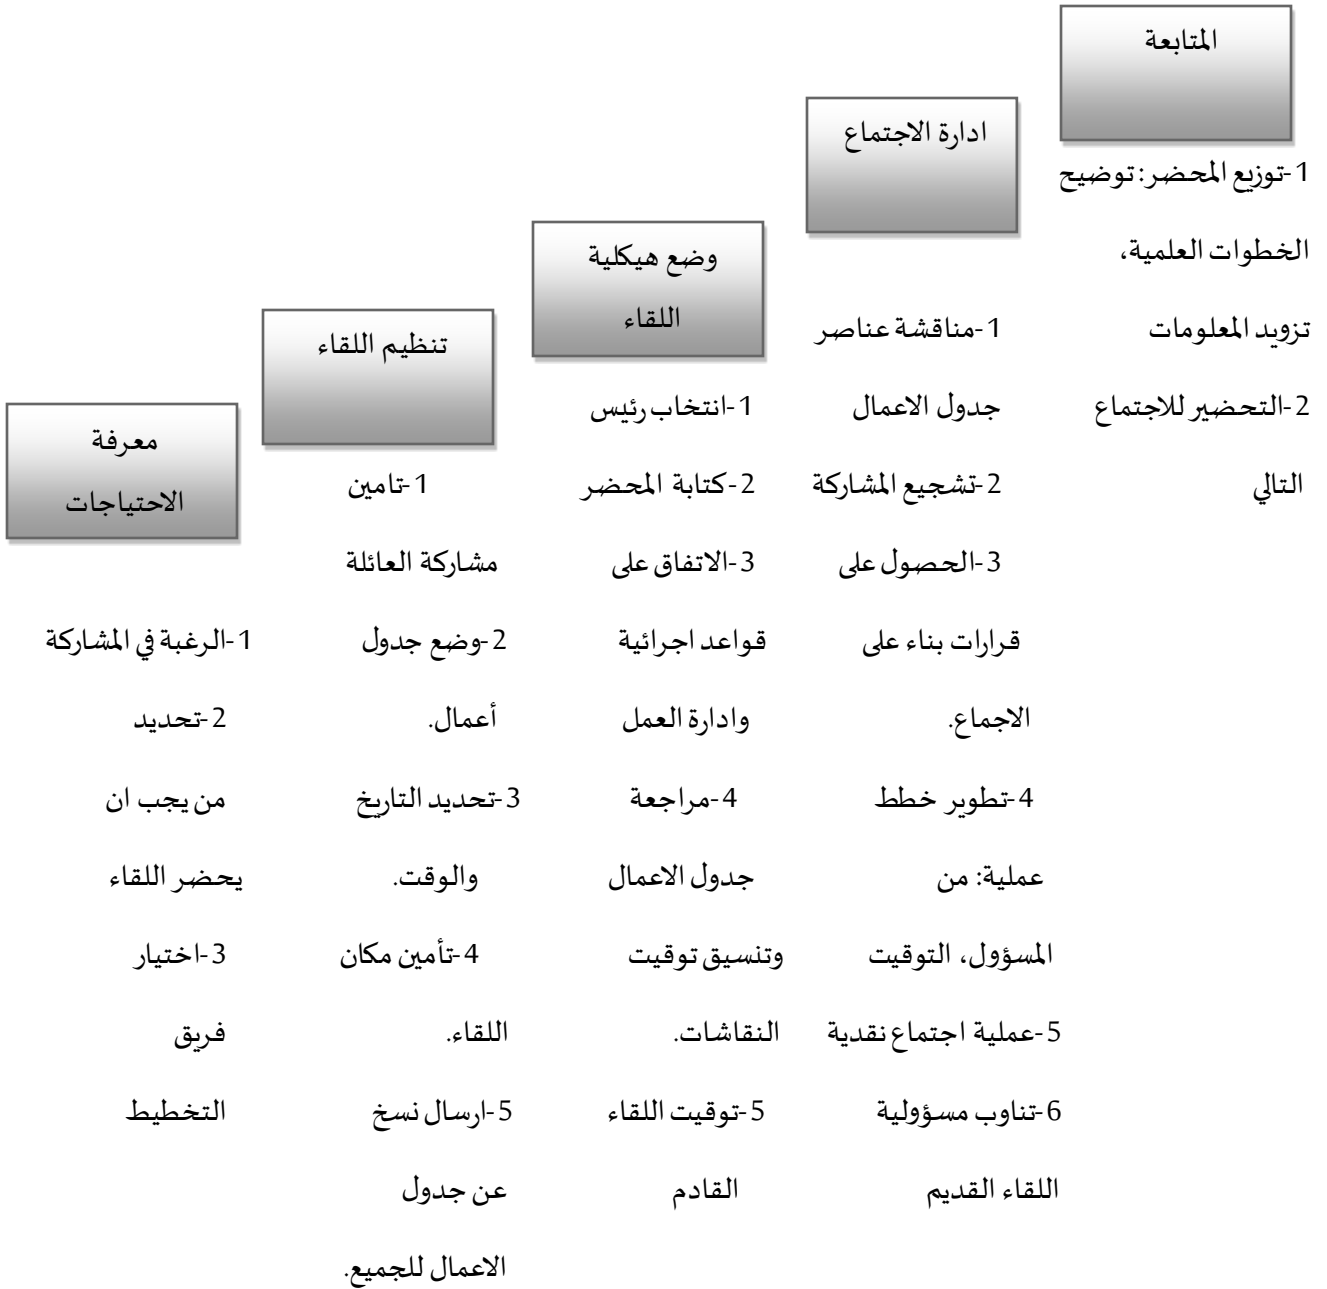 المتابعة
1-توزيع المحضر: توضيح
الخطوات العلمية،
تزويد المعلومات
2-التحضير للاجتماع
التالي
ادارة الاجتماع
1-مناقشة عناصر
جدول الاعمال
2-تشجيع المشاركة
3-الحصول على
قرارات بناء على
الاجماع.
4-تطوير خطط
عملية: من
المسؤول، التوقيت
5-عملية اجتماع نقدية
6-تناوب مسؤولية
اللقاء القديم
وضع هيكلية
اللقاء
1-انتخاب رئيس
2-كتابة المحضر
3-الاتفاق على
قواعد اجرائية
وادارة العمل
4-مراجعة
جدول الاعمال
وتنسيق توقيت
النقاشات.
5-توقيت اللقاء
القادم
تنظيم اللقاء
1-تامين
مشاركة العائلة
2-وضع جدول
أعمال.
3-تحديد التاريخ
والوقت.
4-تأمين مكان
اللقاء.
5-ارسال نسخ
عن جدول
الاعمال للجميع.
معرفة
الاحتياجات
1-الرغبة في المشاركة
2-تحديد
من يجب ان
يحضر اللقاء
3-اختيار
فريق
التخطيط